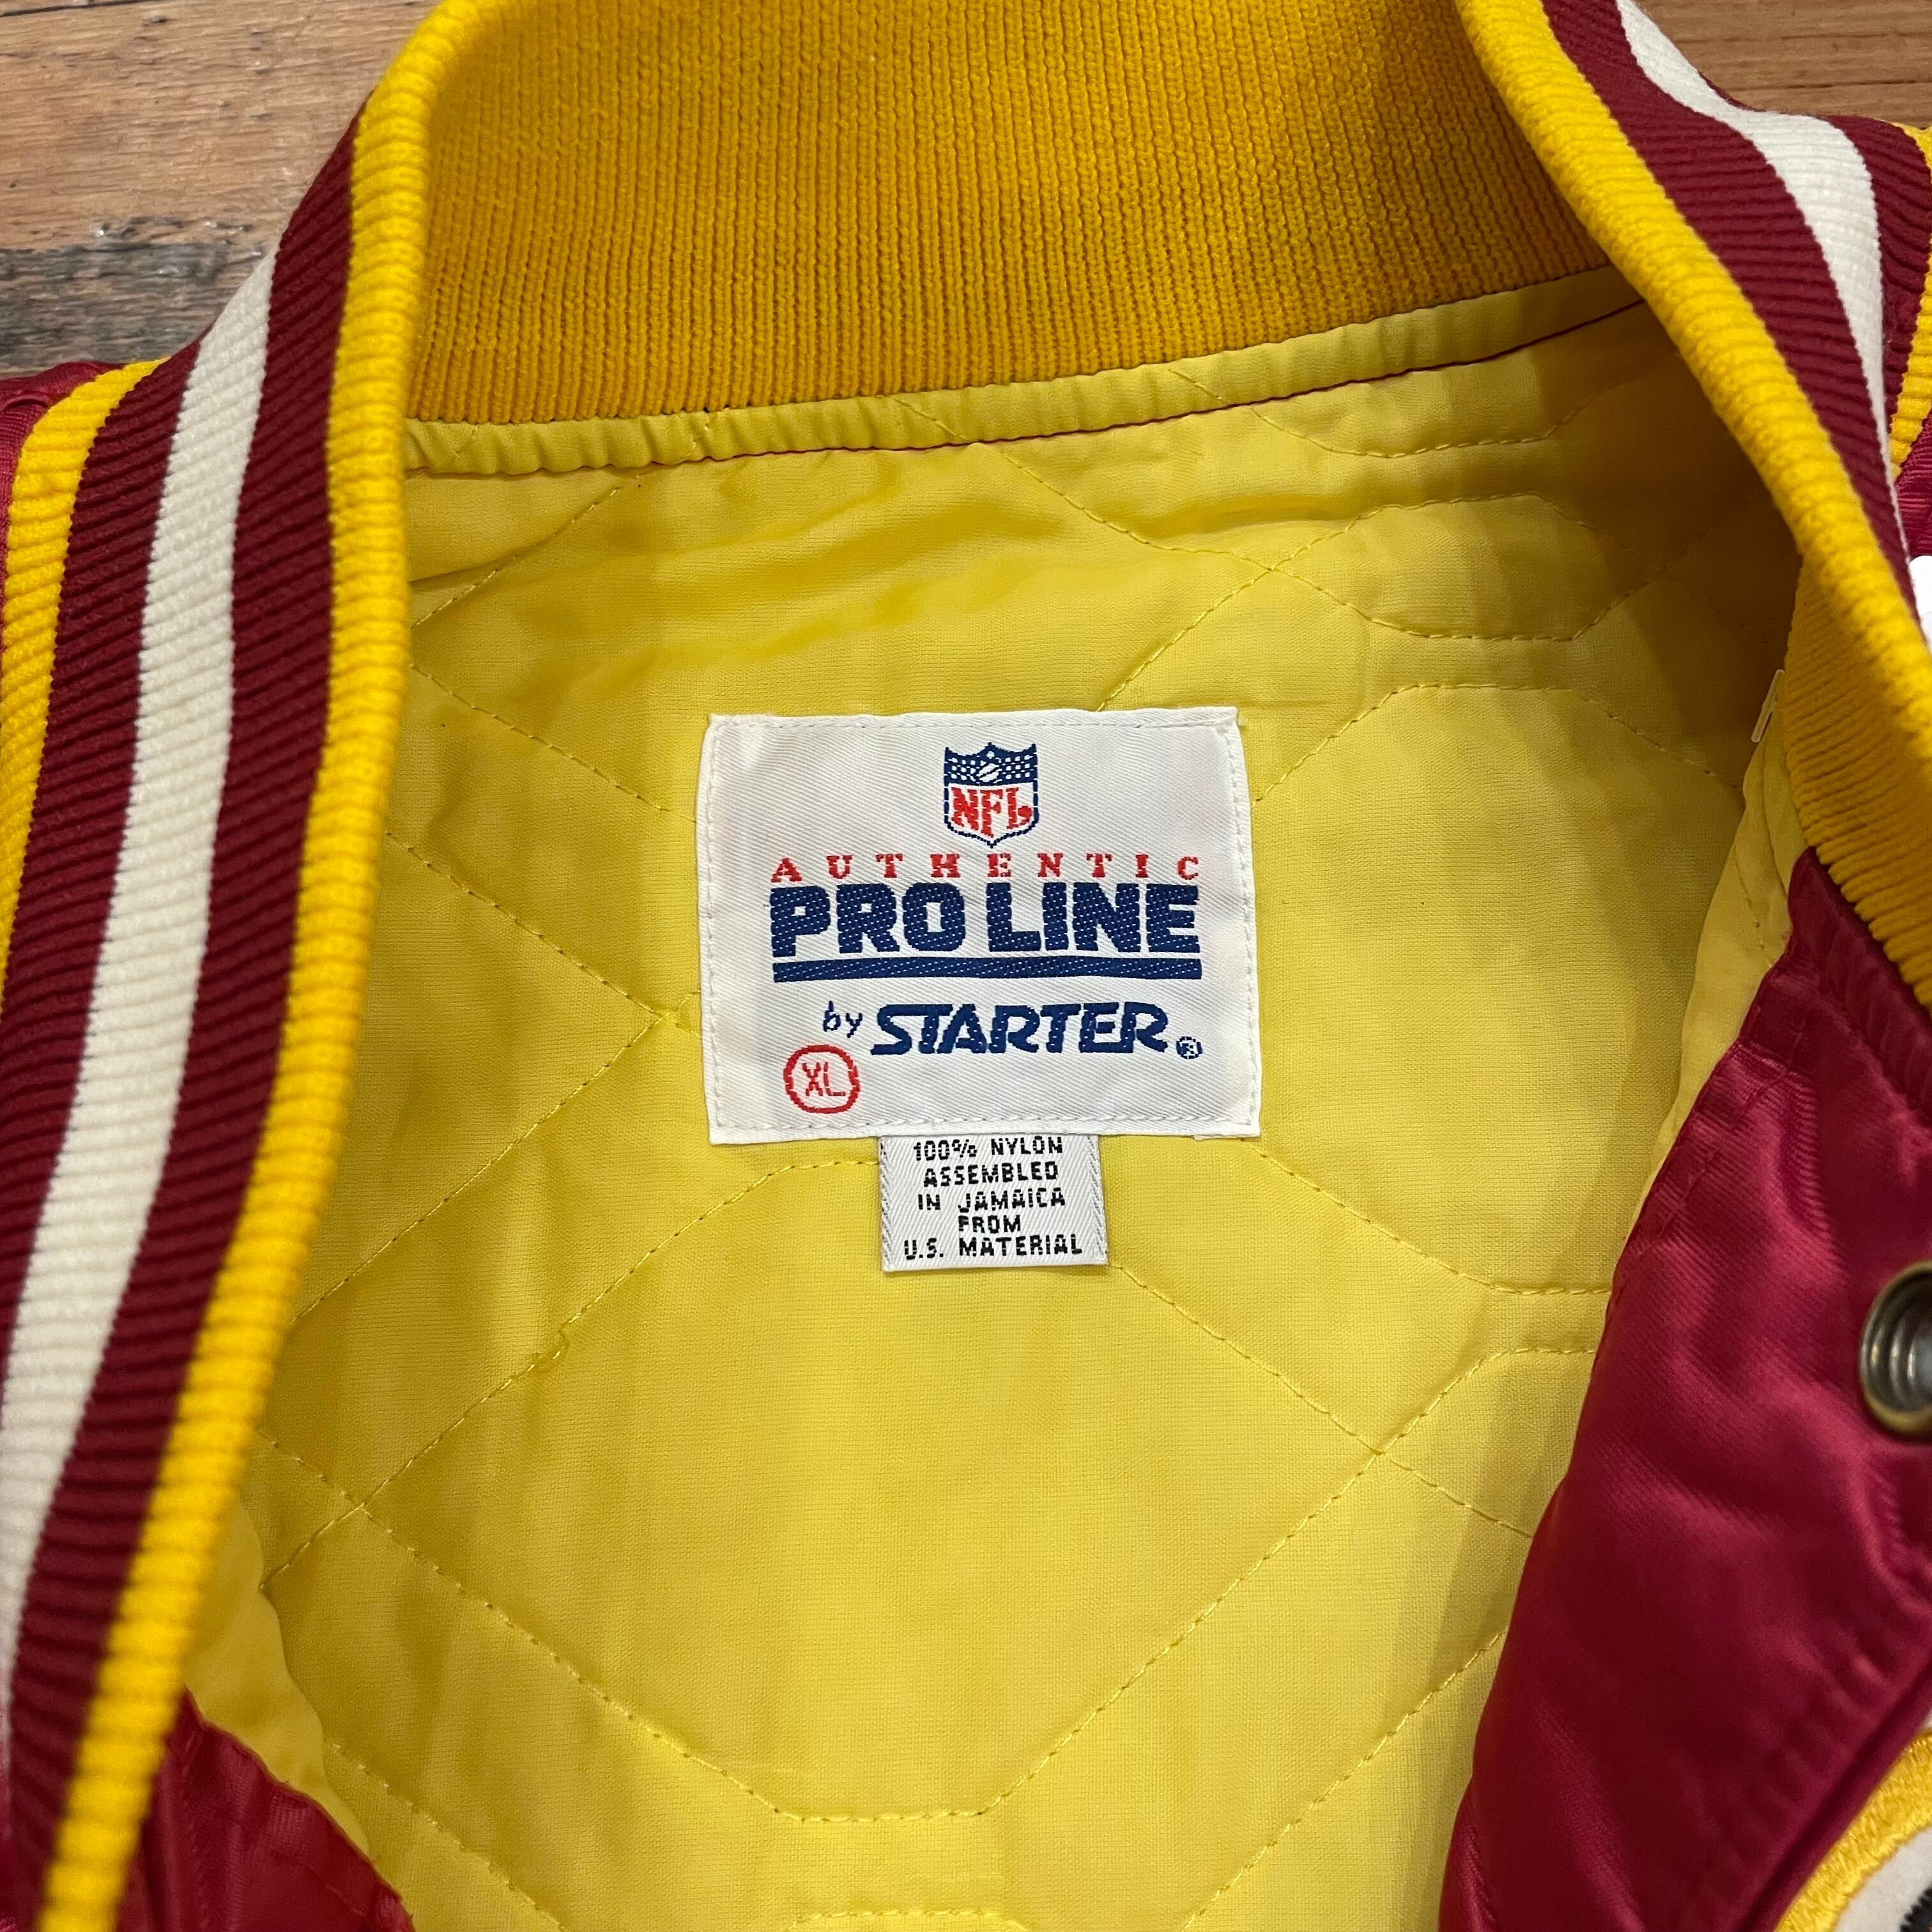 NFL
AUTHENTIC
PRO LINE
by STARTER®
XL
100% NYLON
ASSEMBLED
IN JAMAICA
FROM
U.S. MATERIAL